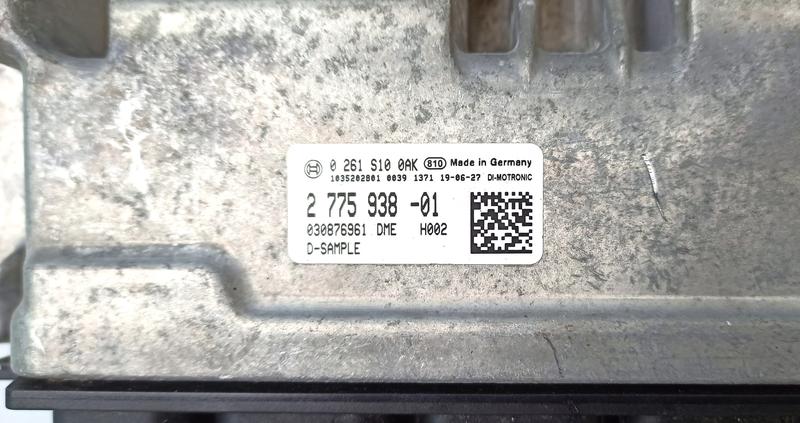 0 261 S10 0AK 810 Made in Germany
1035202801 0039 1371 19-06-27 DI-MOTRONIC
2 775 938 -01
030876961 DME H002
D-SAMPLE